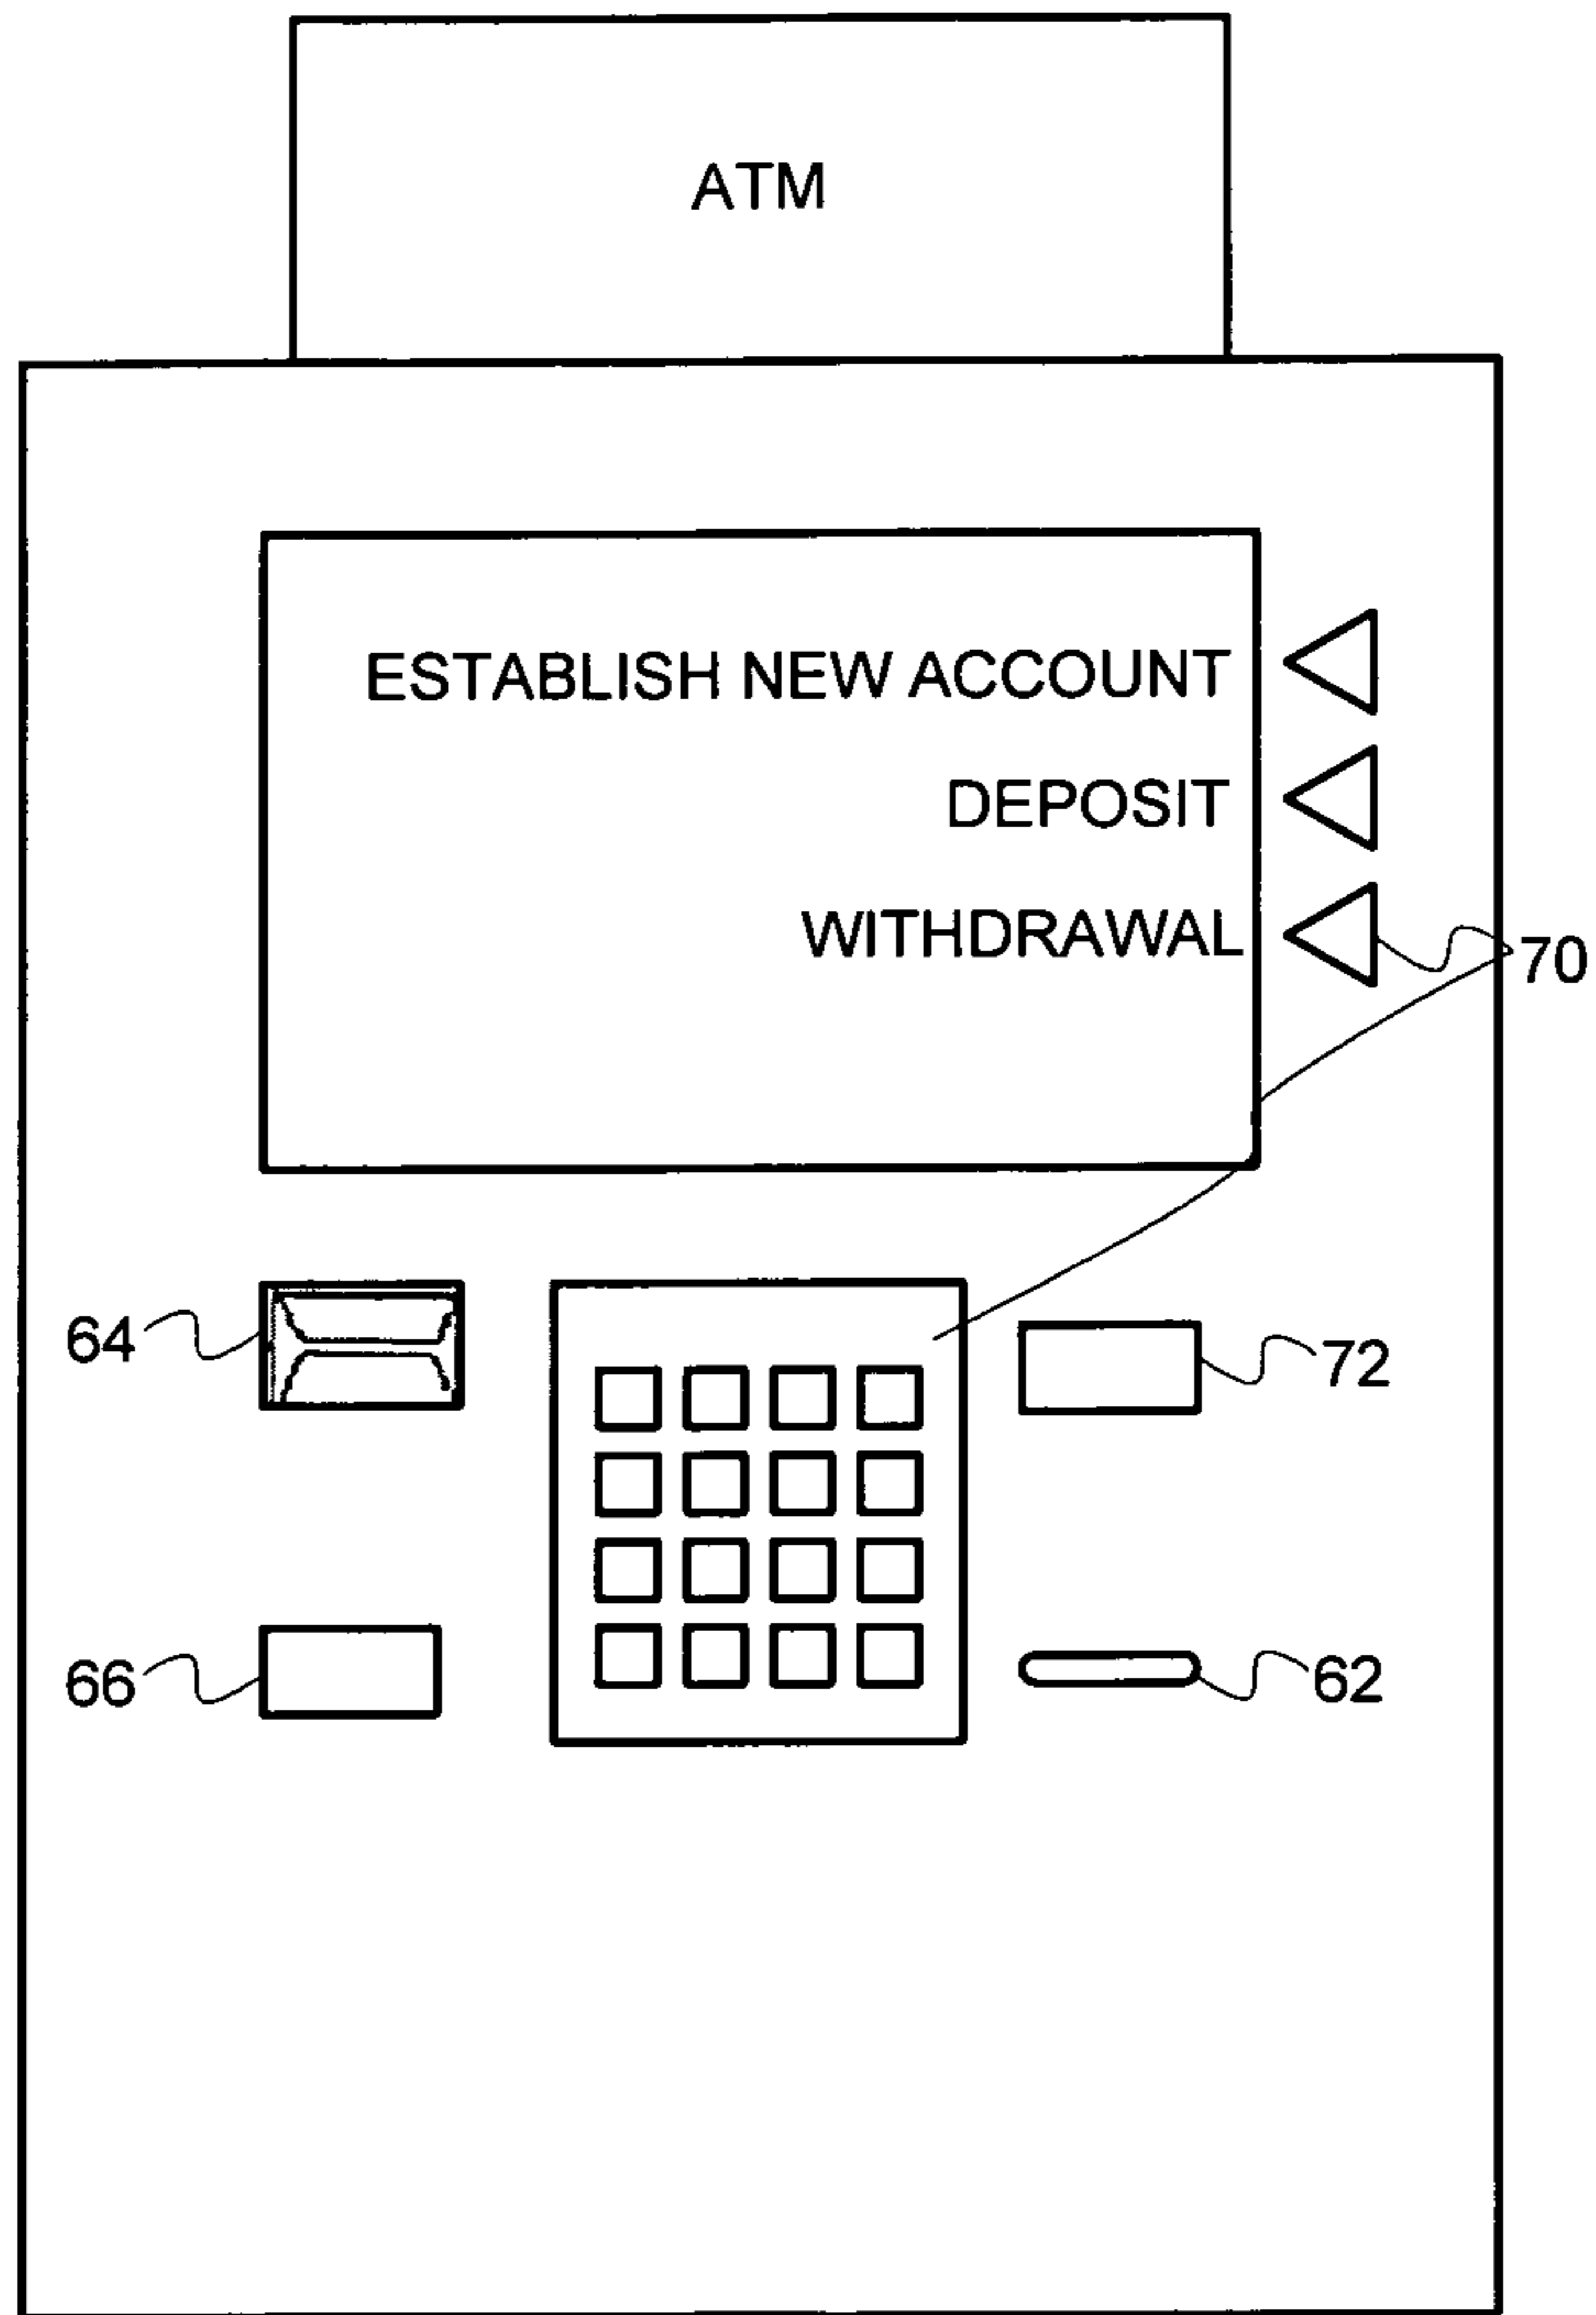 ATM
ESTABLISH NEW ACCOUNT
DEPOSIT
WITHDRAWAL
70
64
72
66
62